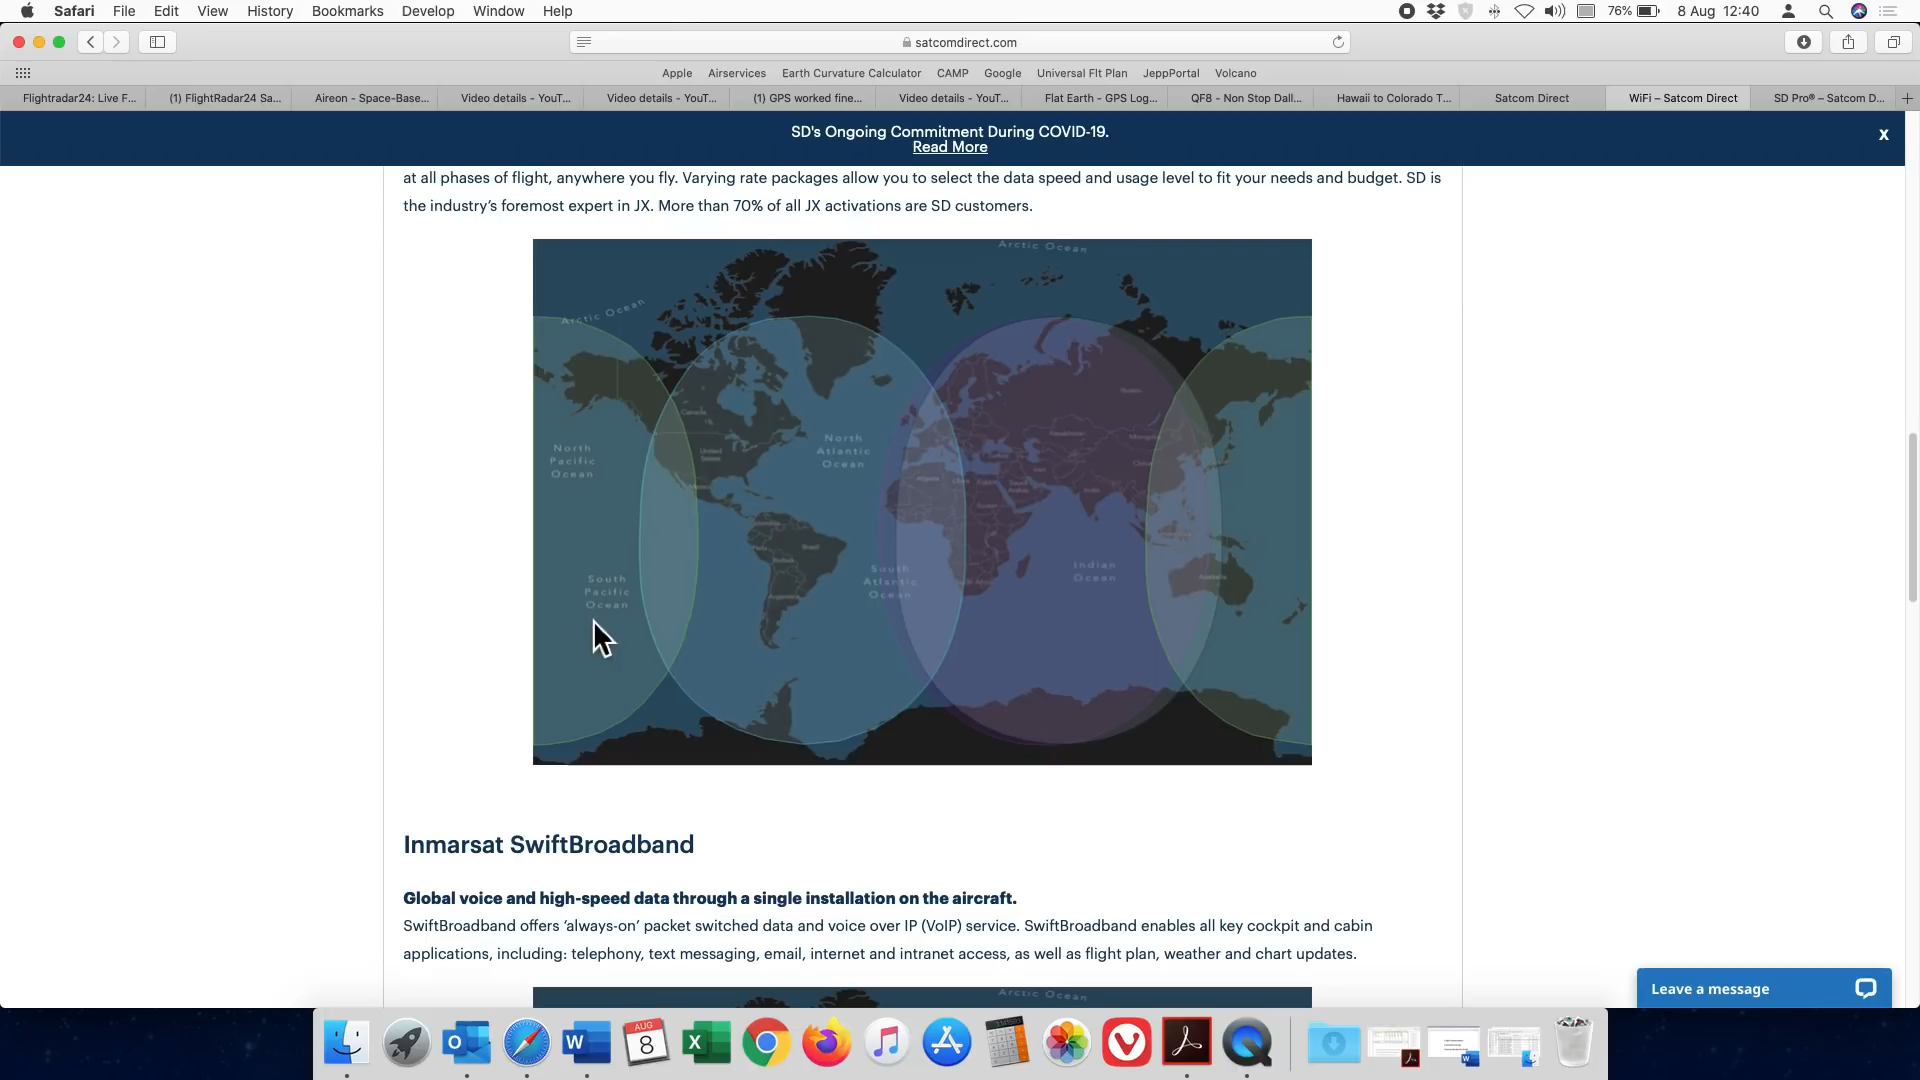 Safari File Edit View History Bookmarks Develop Window Help 76% 8 Aug 12:40
satcomdirect.com
Apple Airservices Earth Curvature Calculator CAMP Google Universal Flt Plan JeppPortal Volcano
Flightradar24: Live F... (1) FlightRadar24 Sa... Aireon - Space-Base... Video details - YouT... Video details - YouT... (1) GPS worked fine... Video details - YouT... Flat Earth - GPS Log... QF8 - Non Stop Dall... Hawaii to Colorado T... Satcom Direct WiFi – Satcom Direct SD Pro® – Satcom D...
SD's Ongoing Commitment During COVID-19. X
Read More
at all phases of flight, anywhere you fly. Varying rate packages allow you to select the data speed and usage level to fit your needs and budget. SD is
the industry's foremost expert in JX. More than 70% of all JX activations are SD customers.
Arctic Ocean
Arctic Ocean
Canada
North
Pacific
Ocean
North
Atlantic
Ocean
United
States
Mexico
Algeria
Kazakhstan
China
India
Brazil
South
Pacific
Ocean
South
Atlantic
Ocean
Indian
Ocean
Australia
Inmarsat SwiftBroadband
Global voice and high-speed data through a single installation on the aircraft.
SwiftBroadband offers ‘always-on’ packet switched data and voice over IP (VoIP) service. SwiftBroadband enables all key cockpit and cabin
applications, including: telephony, text messaging, email, internet and intranet access, as well as flight plan, weather and chart updates.
Arctic Ocean
Leave a message
AUG
8